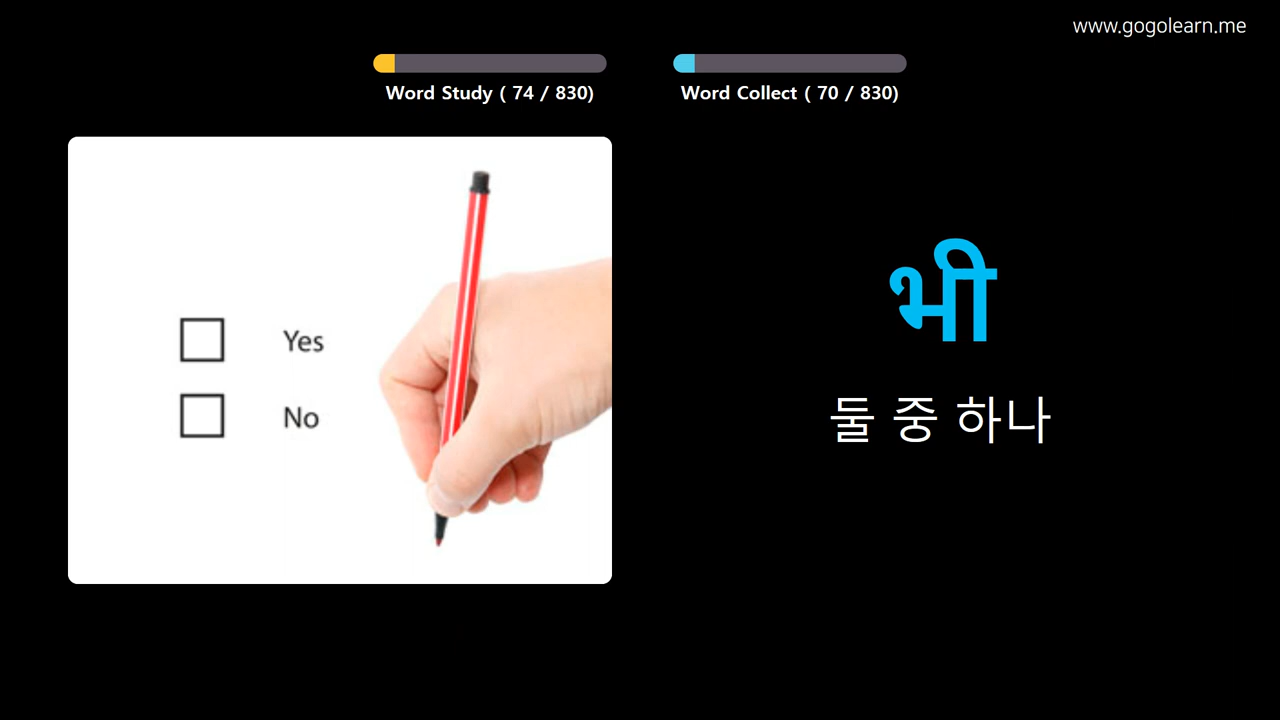 www.gogolearn.me
Word Study ( 74 / 830)
Word Collect ( 70 / 830)
Yes
No
भी
둘 중 하나